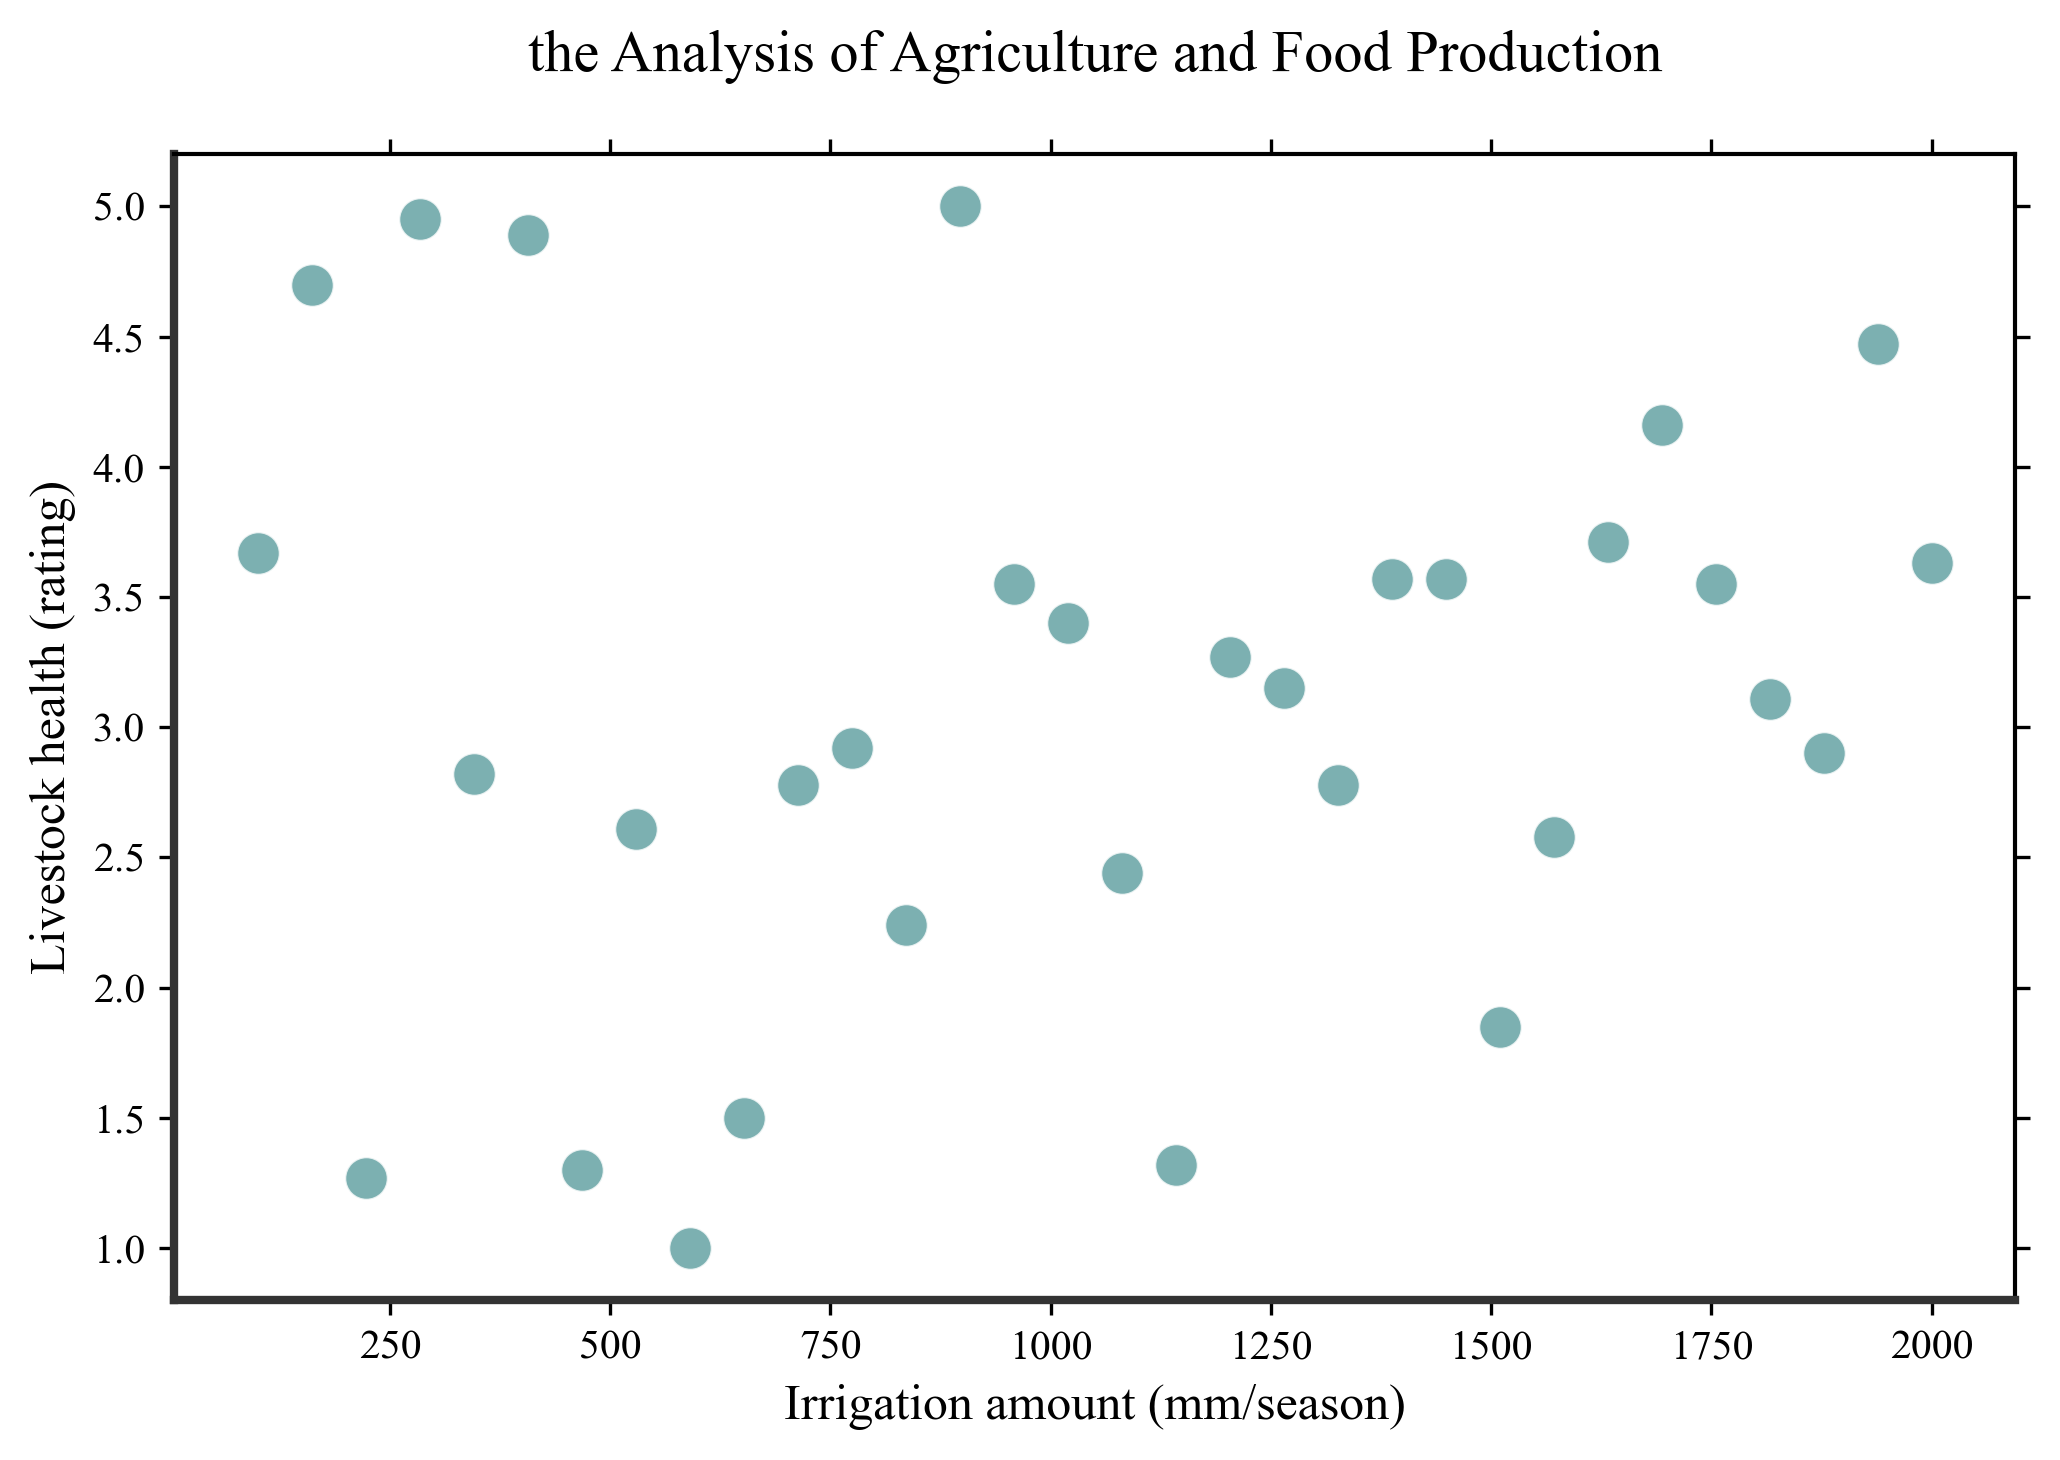 the Analysis of Agriculture and Food Production
5.0
4.5
4.0
3.5
3.0
2.5
2.0
1.5
1.0
Livestock health (rating)
250 500 750 1000 1250 1500 1750 2000
Irrigation amount (mm/season)